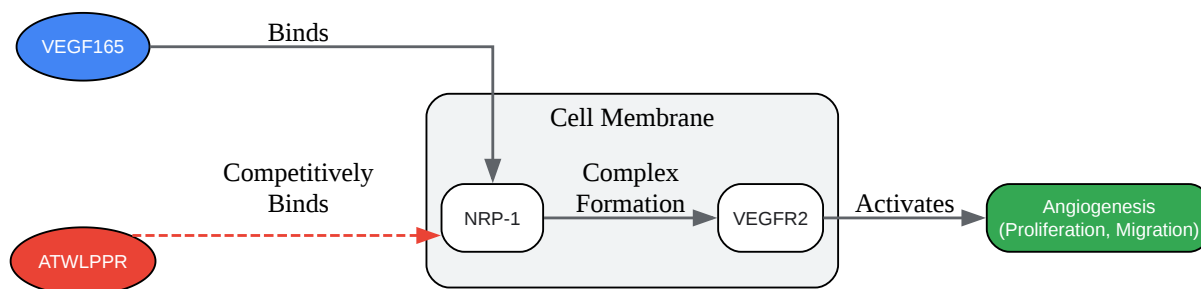 VEGF165
Binds
Cell Membrane
Competitively
Binds
Complex
Formation
NRP-1
VEGFR2
Activates
Angiogenesis
(Proliferation, Migration)
ATWLPPR